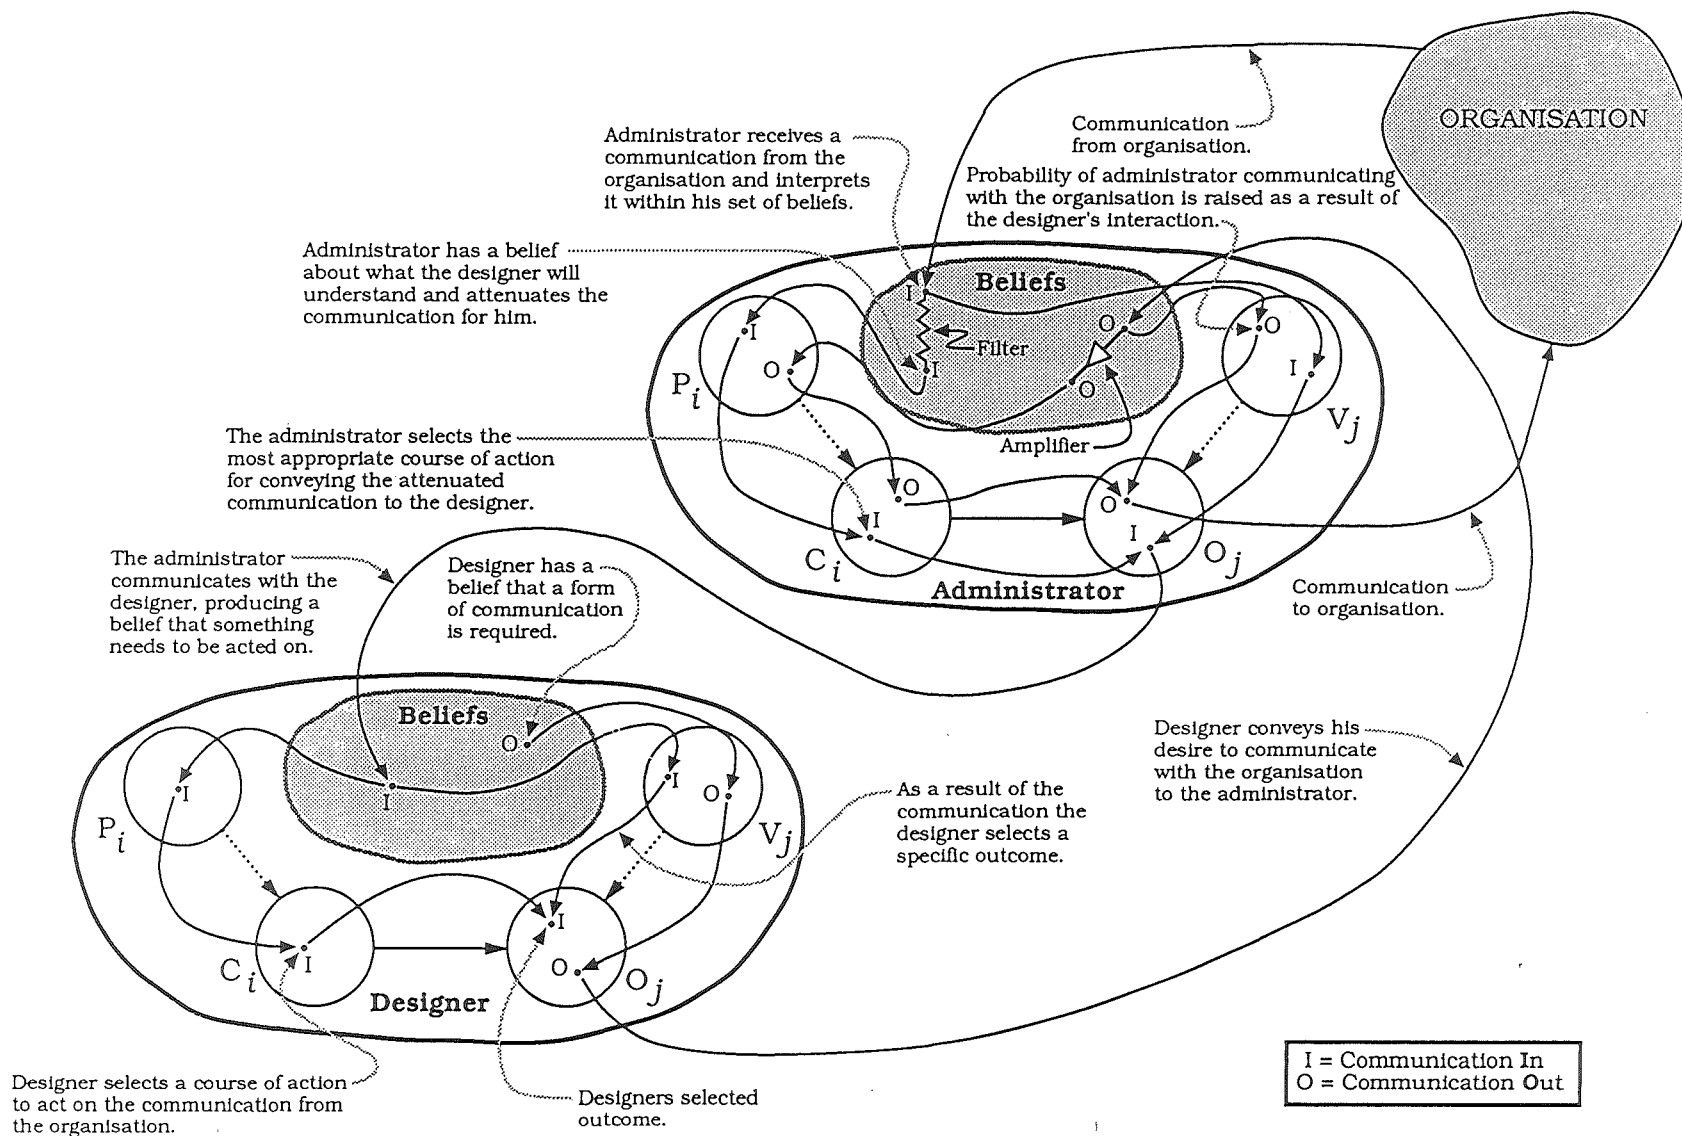 ORGANISATION
Communication
from organisation.
Administrator receives a
communication from the
organisation and interprets
it within his set of beliefs.
Probability of administrator communicating
with the organisation is raised as a result of
the designer's interaction.
Administrator has a belief
about what the designer will
understand and attenuates the
communication for him.
Beliefs
I
I
Filter
O
O
Amplifier
I
O
P i
O
I
V j
The administrator selects the
most appropriate course of action
for conveying the attenuated
communication to the designer.
O
I
C i
O
I
O j
Administrator
Communication
to organisation.
The administrator
communicates with the
designer, producing a
belief that something
needs to be acted on.
Designer has a
belief that a form
of communication
is required.
Beliefs
O
I
I
P i
I
O
V j
Designer conveys his
desire to communicate
with the organisation
to the administrator.
As a result of the
communication the
designer selects a
specific outcome.
I
C i
I
O
O j
Designer
Designer selects a course of action
to act on the communication from
the organisation.
Designers selected
outcome.
I = Communication In
O = Communication Out